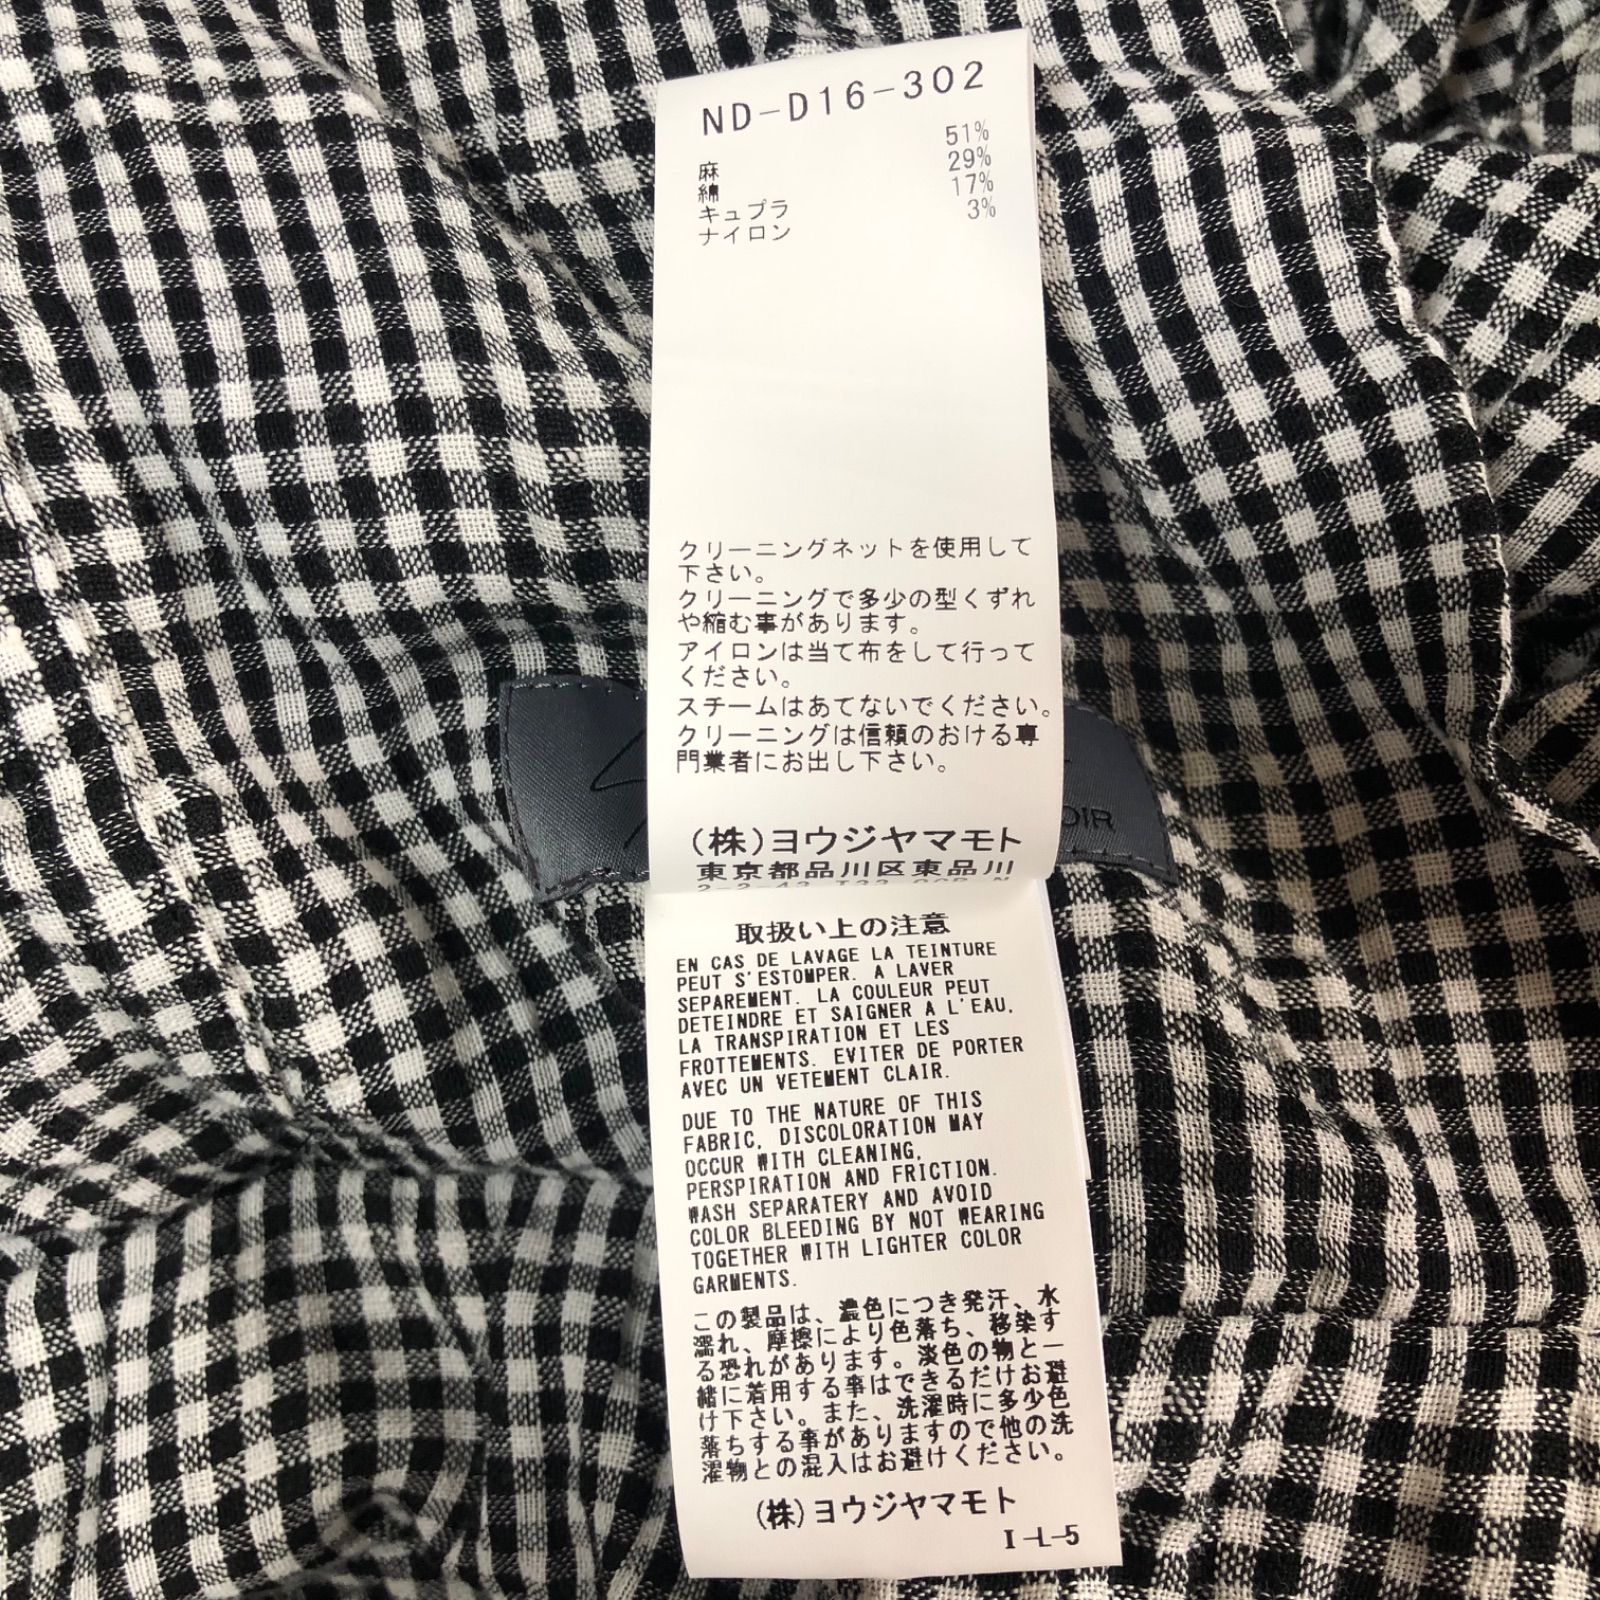 ND-D16-302
麻 51%
綿 29%
キュプラ 17%
ナイロン 3%
クリーニングネットを使用して
下さい。
クリーニングで多少の型くずれ
や縮む事があります。
アイロンは当て布をして行って
ください。
スチームはあてないでください。
クリーニングは信頼のおける専
門業者にお出し下さい。
OIR
(株)ヨウジヤマモト
東京都品川区東品川
取扱い上の注意
EN CAS DE LAVAGE LA TEINTURE
PEUT S'ESTOMPER. A LAVER
SEPAREMENT. LA COULEUR PEUT
DETEINDRE ET SAIGNER A L'EAU,
LA TRANSPIRATION ET LES
FROTTEMENTS. EVITER DE PORTER
AVEC UN VETEMENT CLAIR.
DUE TO THE NATURE OF THIS
FABRIC, DISCOLORATION MAY
OCCUR WITH CLEANING,
PERSPIRATION AND FRICTION.
WASH SEPARATERY AND AVOID
COLOR BLEEDING BY NOT WEARING
TOGETHER WITH LIGHTER COLOR
GARMENTS.
この製品は、濃色につき発汗、水
濡れ、摩擦により色落ち、移染す
る恐れがあります。淡色の物と一
緒に着用する事はできるだけお避
け下さい。また、洗濯時に多少色
落ちする事がありますので他の洗
濯物との混入はお避けください。
(株)ヨウジヤマモト
I-L-5